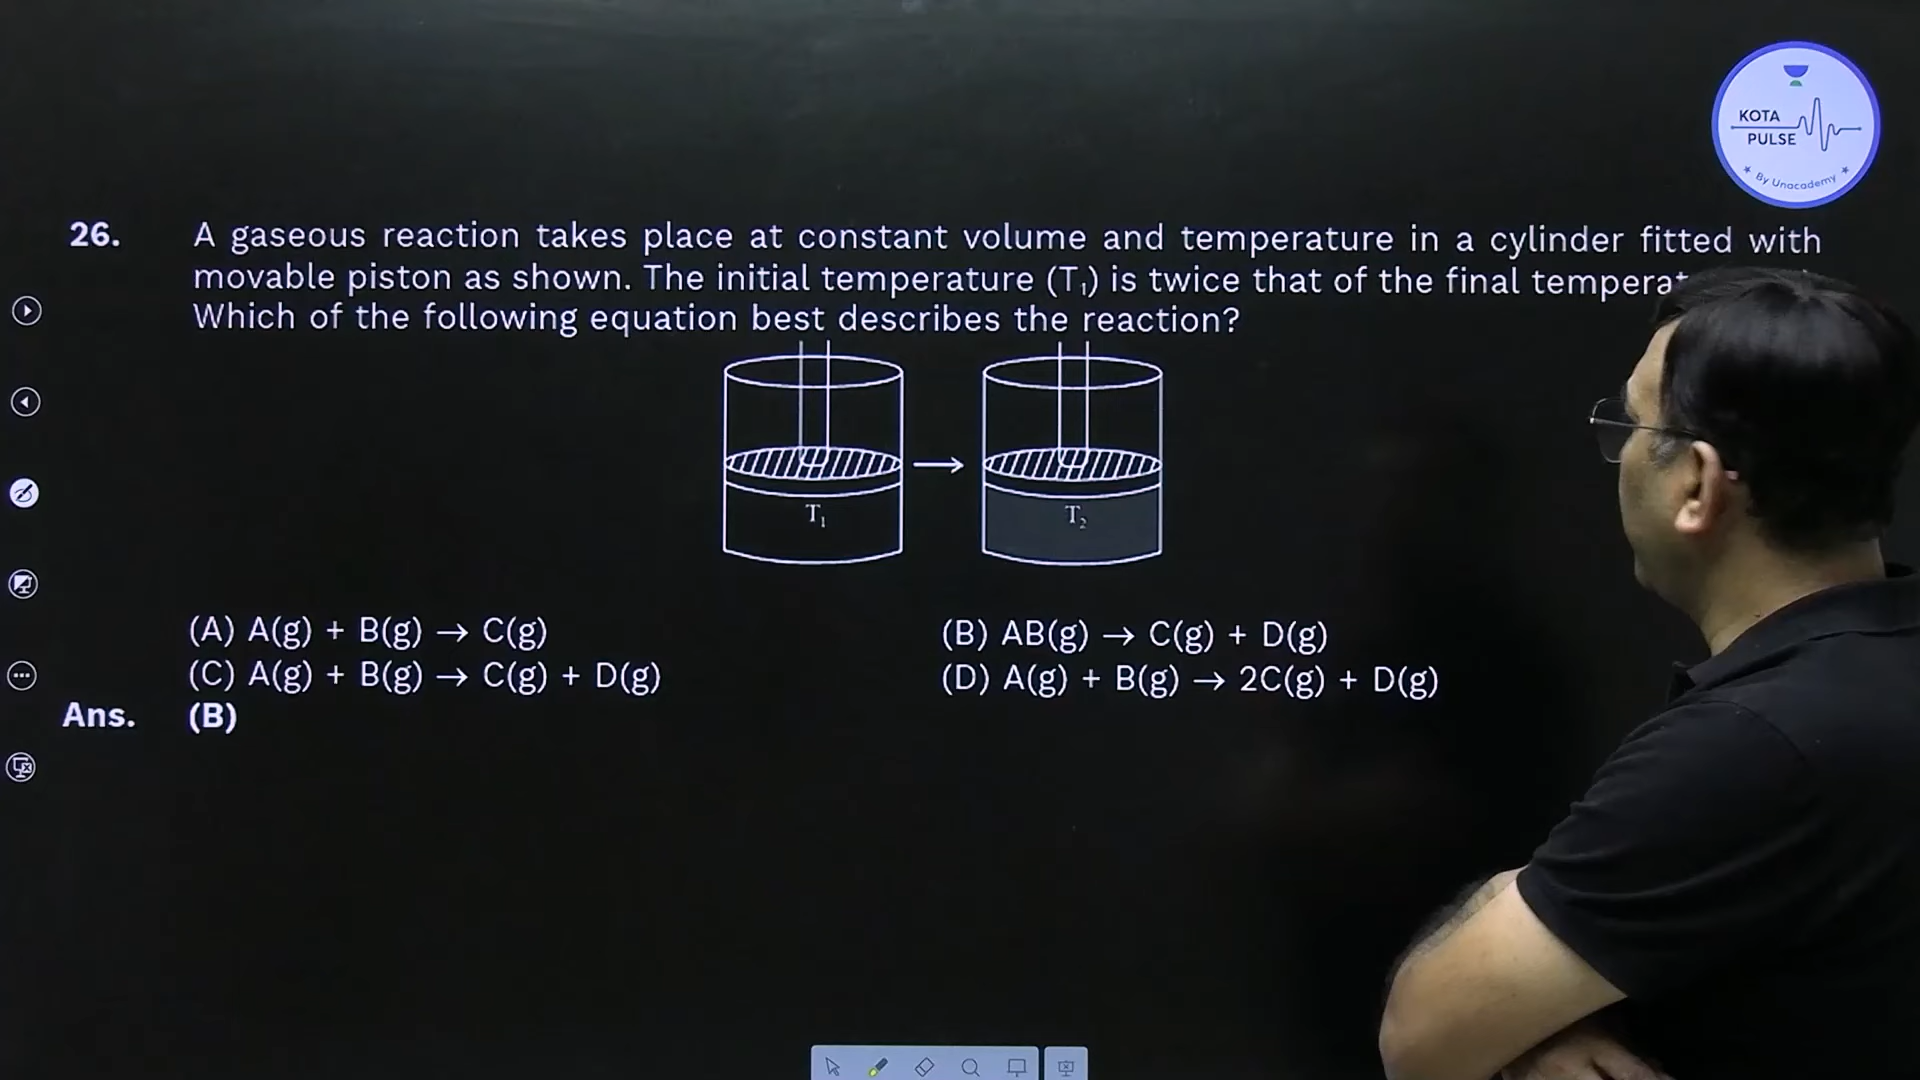 KOTA
PULSE
By Unacademy
26. A gaseous reaction takes place at constant volume and temperature in a cylinder fitted with
movable piston as shown. The initial temperature (T₁) is twice that of the final
Which of the following equation best describes the reaction?
T₁
T₂
(A) A(g) + B(g) → C(g) (B) AB(g) → C(g) + D(g)
(C) A(g) + B(g) → C(g) + D(g) (D) A(g) + B(g) → 2C(g) + D(g)
Ans. (B)